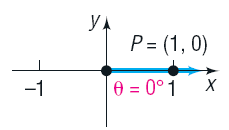 y
P = (1, 0)
-1 θ = 0° 1 x